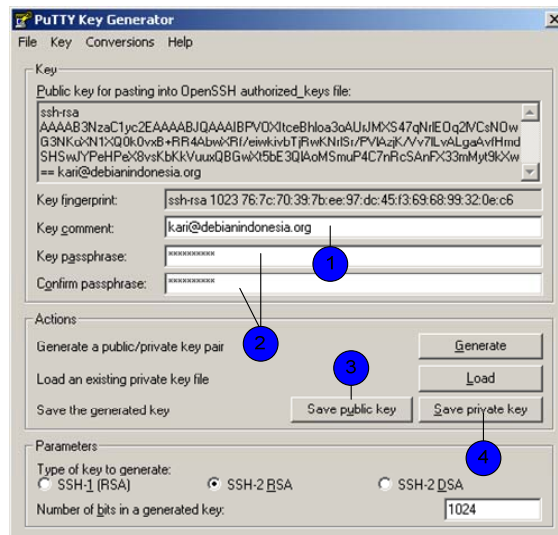 PuTTY Key Generator
File Key Conversions Help
Key
Public key for pasting into OpenSSH authorized_keys file:
ssh-rsa
AAAAB3NzaC1yc2EAAAABJQAAAIBPVOXItceBhIoa3oAUrJMXS47qNrIEOq2VCsNOw
G3NKoXN1XQ0k0vxB+RR4AbwXRf/eiwkivbTjRwKNrISr/PVlAzjK/Vv7lLvALgaAvfHmd
SHSwJYPeHPeX8vsKbKkVuuxQBGwXt5bE3QlAoMSmuP4C7nRcSAnFX33mMyt9kXw
== kari@debianindonesia.org
Key fingerprint: ssh-rsa 1023 76:7c:70:39:7b:ee:97:dc:45:f3:69:68:99:32:0e:c6
Key comment: kari@debianindonesia.org
1
Key passphrase: **********
Confirm passphrase: **********
2
Actions
Generate a public/private key pair Generate
Load an existing private key file Load
3
Save the generated key Save public key Save private key
4
Parameters
Type of key to generate:
SSH-1 (RSA) SSH-2 RSA SSH-2 DSA
Number of bits in a generated key: 1024